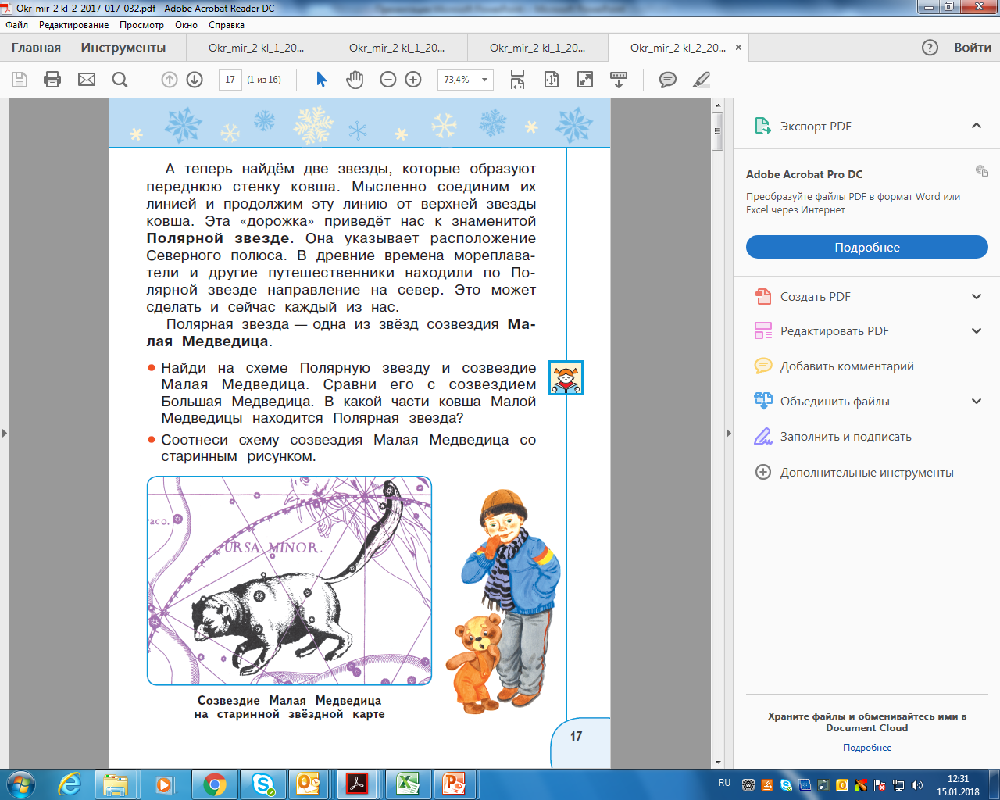 Okr_mir_2 kl_2_2017_017-032.pdf - Adobe Acrobat Reader DC
Файл Редактирование Просмотр Окно Справка
Главная Инструменты Okr_mir_2 kl_1_20... Okr_mir_2 kl_1_20... Okr_mir_2 kl_1_20... Okr_mir_2 kl_2_20... Войти
17 (1 из 16) 73,4%
А теперь найдём две звезды, которые образуют
переднюю стенку ковша. Мысленно соединим их
линией и продолжим эту линию от верхней звезды
ковша. Эта «дорожка» приведёт нас к знаменитой
Полярной звезде. Она указывает расположение
Северного полюса. В древние времена мореплава-
тели и другие путешественники находили по По-
лярной звезде направление на север. Это может
сделать и сейчас каждый из нас.
Полярная звезда — одна из звёзд созвездия Ма-
лая Медведица.
• Найди на схеме Полярную звезду и созвездие
Малая Медведица. Сравни его с созвездием
Большая Медведица. В какой части ковша Малой
Медведицы находится Полярная звезда?
• Соотнеси схему созвездия Малая Медведица со
старинным рисунком.
raco.
URSA MINOR.
Созвездие Малая Медведица
на старинной звёздной карте
17
Экспорт PDF
Adobe Acrobat Pro DC
Преобразуйте файлы PDF в формат Word или
Excel через Интернет
Подробнее
Создать PDF
Редактировать PDF
Добавить комментарий
Объединить файлы
Заполнить и подписать
Дополнительные инструменты
Храните файлы и обменивайтесь ими в
Document Cloud
Подробнее
RU
12:31
15.01.2018